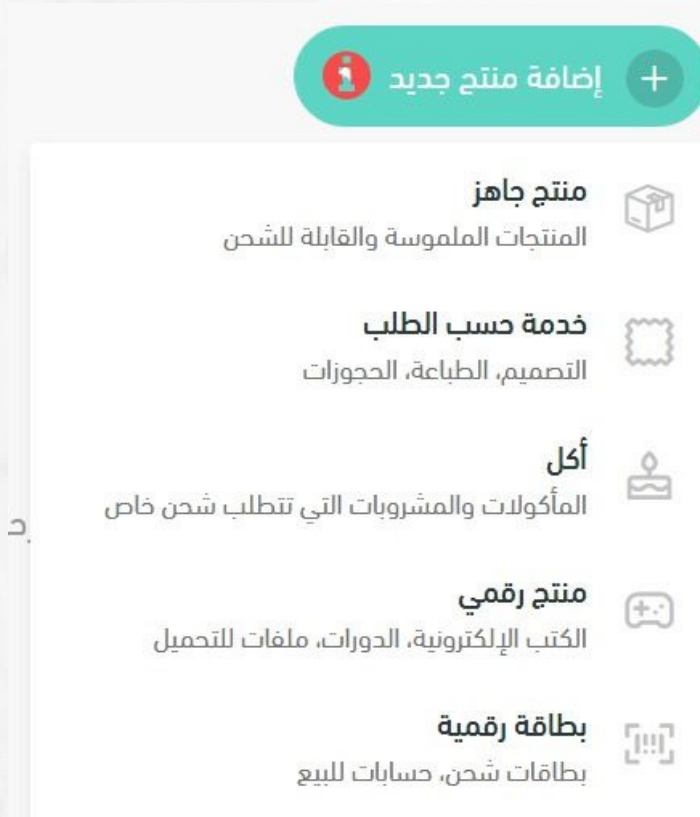 إضافة منتج جديد
منتج جاهز
المنتجات الملموسة والقابلة للشحن
خدمة حسب الطلب
التصميم، الطباعة، الحجوزات
أكل
المأكولات والمشروبات التي تتطلب شحن خاص
منتج رقمي
الكتب الإلكترونية، الدورات، ملفات للتحميل
بطاقة رقمية
بطاقات شحن، حسابات للبيع